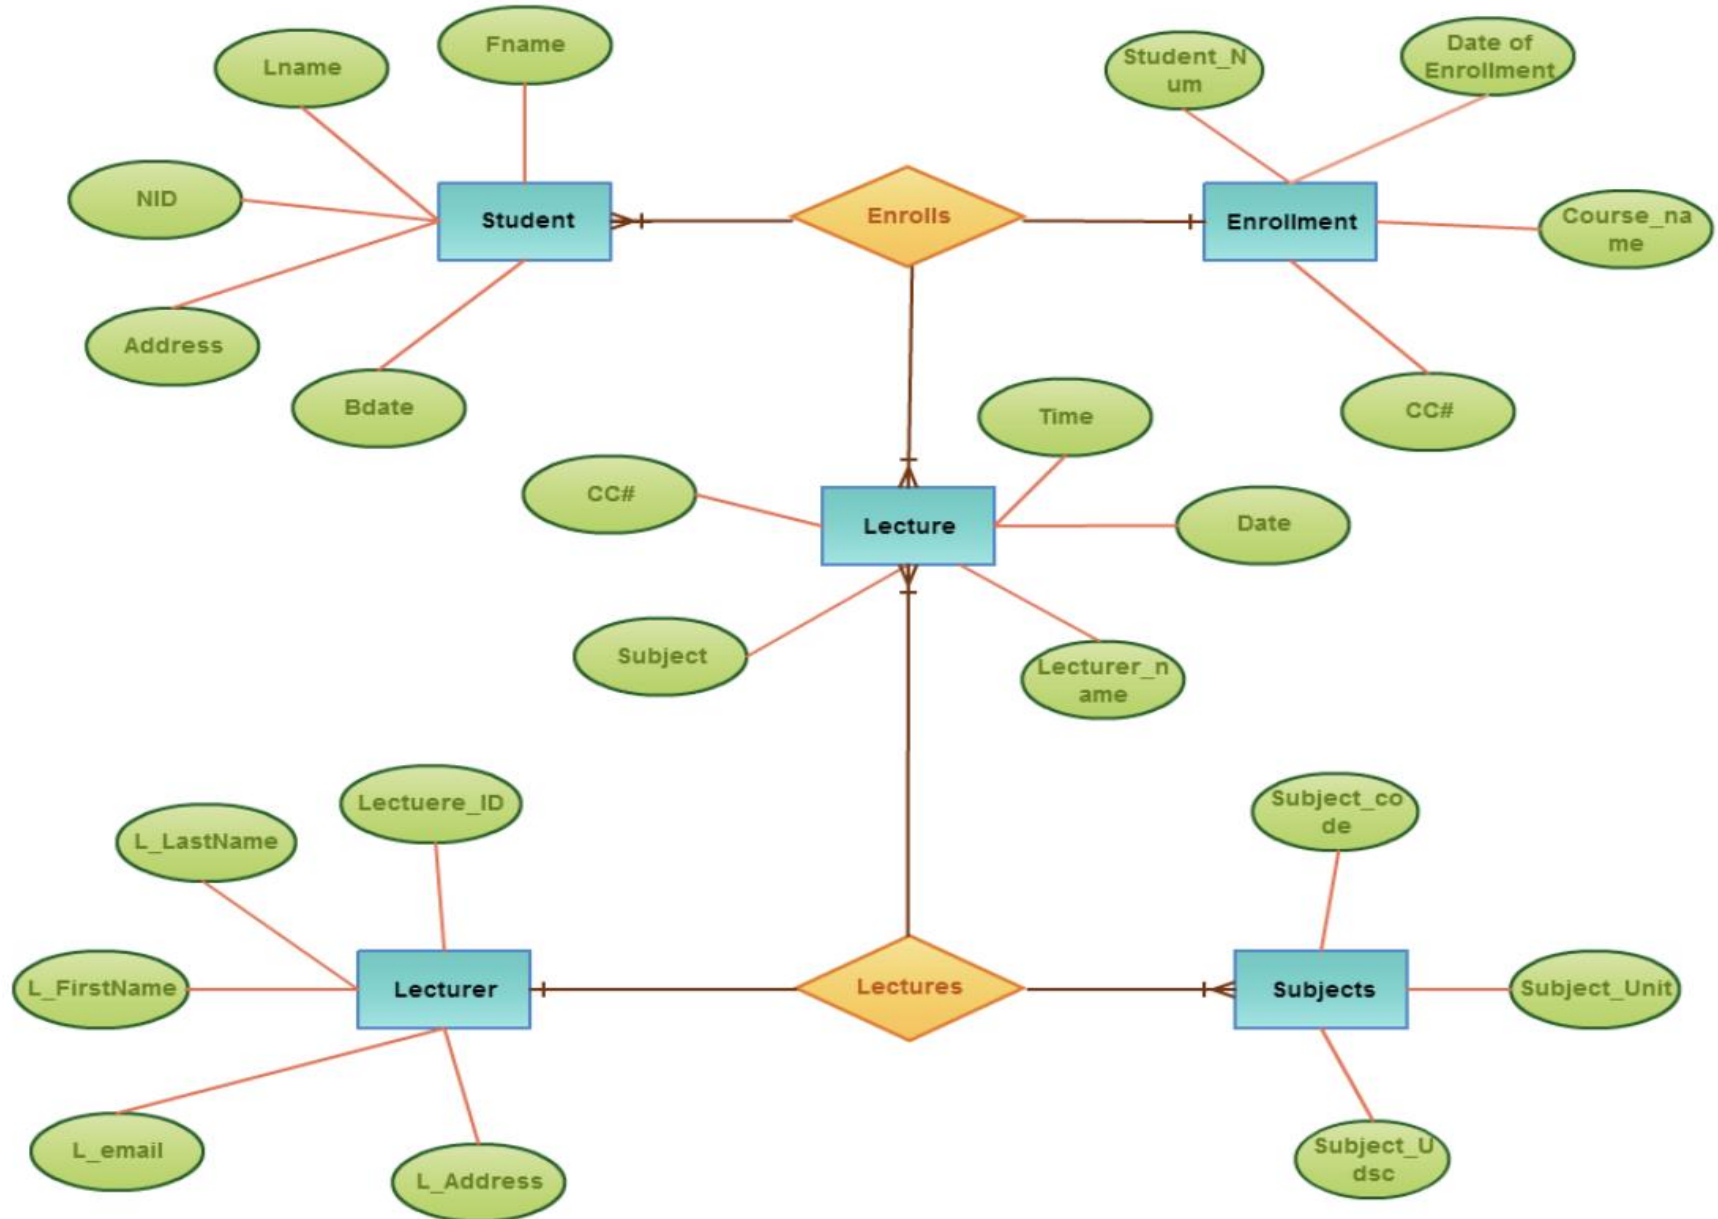 Fname
Lname
Student_N
um
Date of
Enrollment
NID
Student
Enrolls
Enrollment
Course_na
me
Address
Bdate
CC#
Time
CC#
Lecture
Date
Subject
Lecturer_n
ame
Lectuere_ID
L_LastName
Subject_co
de
L_FirstName
Lecturer
Lectures
Subjects
Subject_Unit
L_email
L_Address
Subject_U
dsc